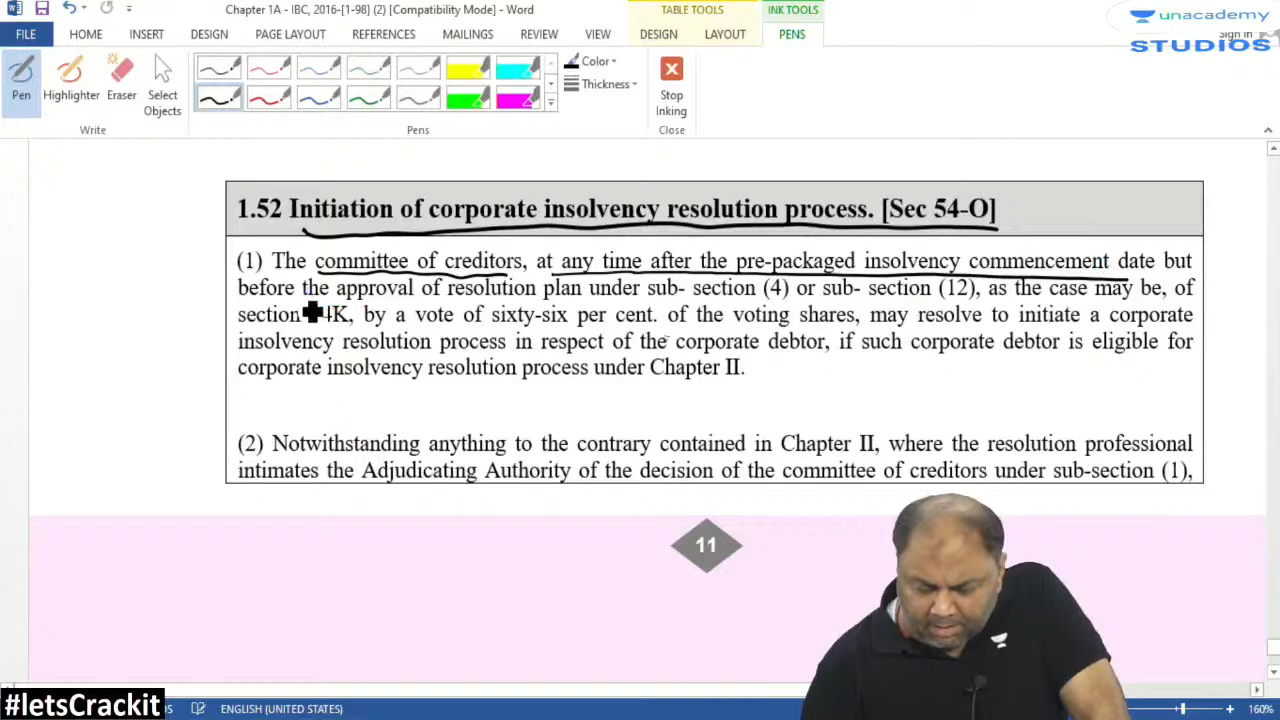 Chapter 1A - IBC, 2016-[1-98] (2) [Compatibility Mode] - Word
TABLE TOOLS
INK TOOLS
unacademy
STUDIOS
Sign in
FILE
HOME
INSERT
DESIGN
PAGE LAYOUT
REFERENCES
MAILINGS
REVIEW
VIEW
DESIGN
LAYOUT
PENS
Pen
Highlighter
Eraser
Select Objects
Color
Thickness
Stop Inking
Write
Pens
Close
1.52 Initiation of corporate insolvency resolution process. [Sec 54-O]
(1) The committee of creditors, at any time after the pre-packaged insolvency commencement date but
before the approval of resolution plan under sub- section (4) or sub- section (12), as the case may be, of
section 4K, by a vote of sixty-six per cent. of the voting shares, may resolve to initiate a corporate
insolvency resolution process in respect of the corporate debtor, if such corporate debtor is eligible for
corporate insolvency resolution process under Chapter II.
(2) Notwithstanding anything to the contrary contained in Chapter II, where the resolution professional
intimates the Adjudicating Authority of the decision of the committee of creditors under sub-section (1),
11
#letsCrackit
ENGLISH (UNITED STATES)
160%